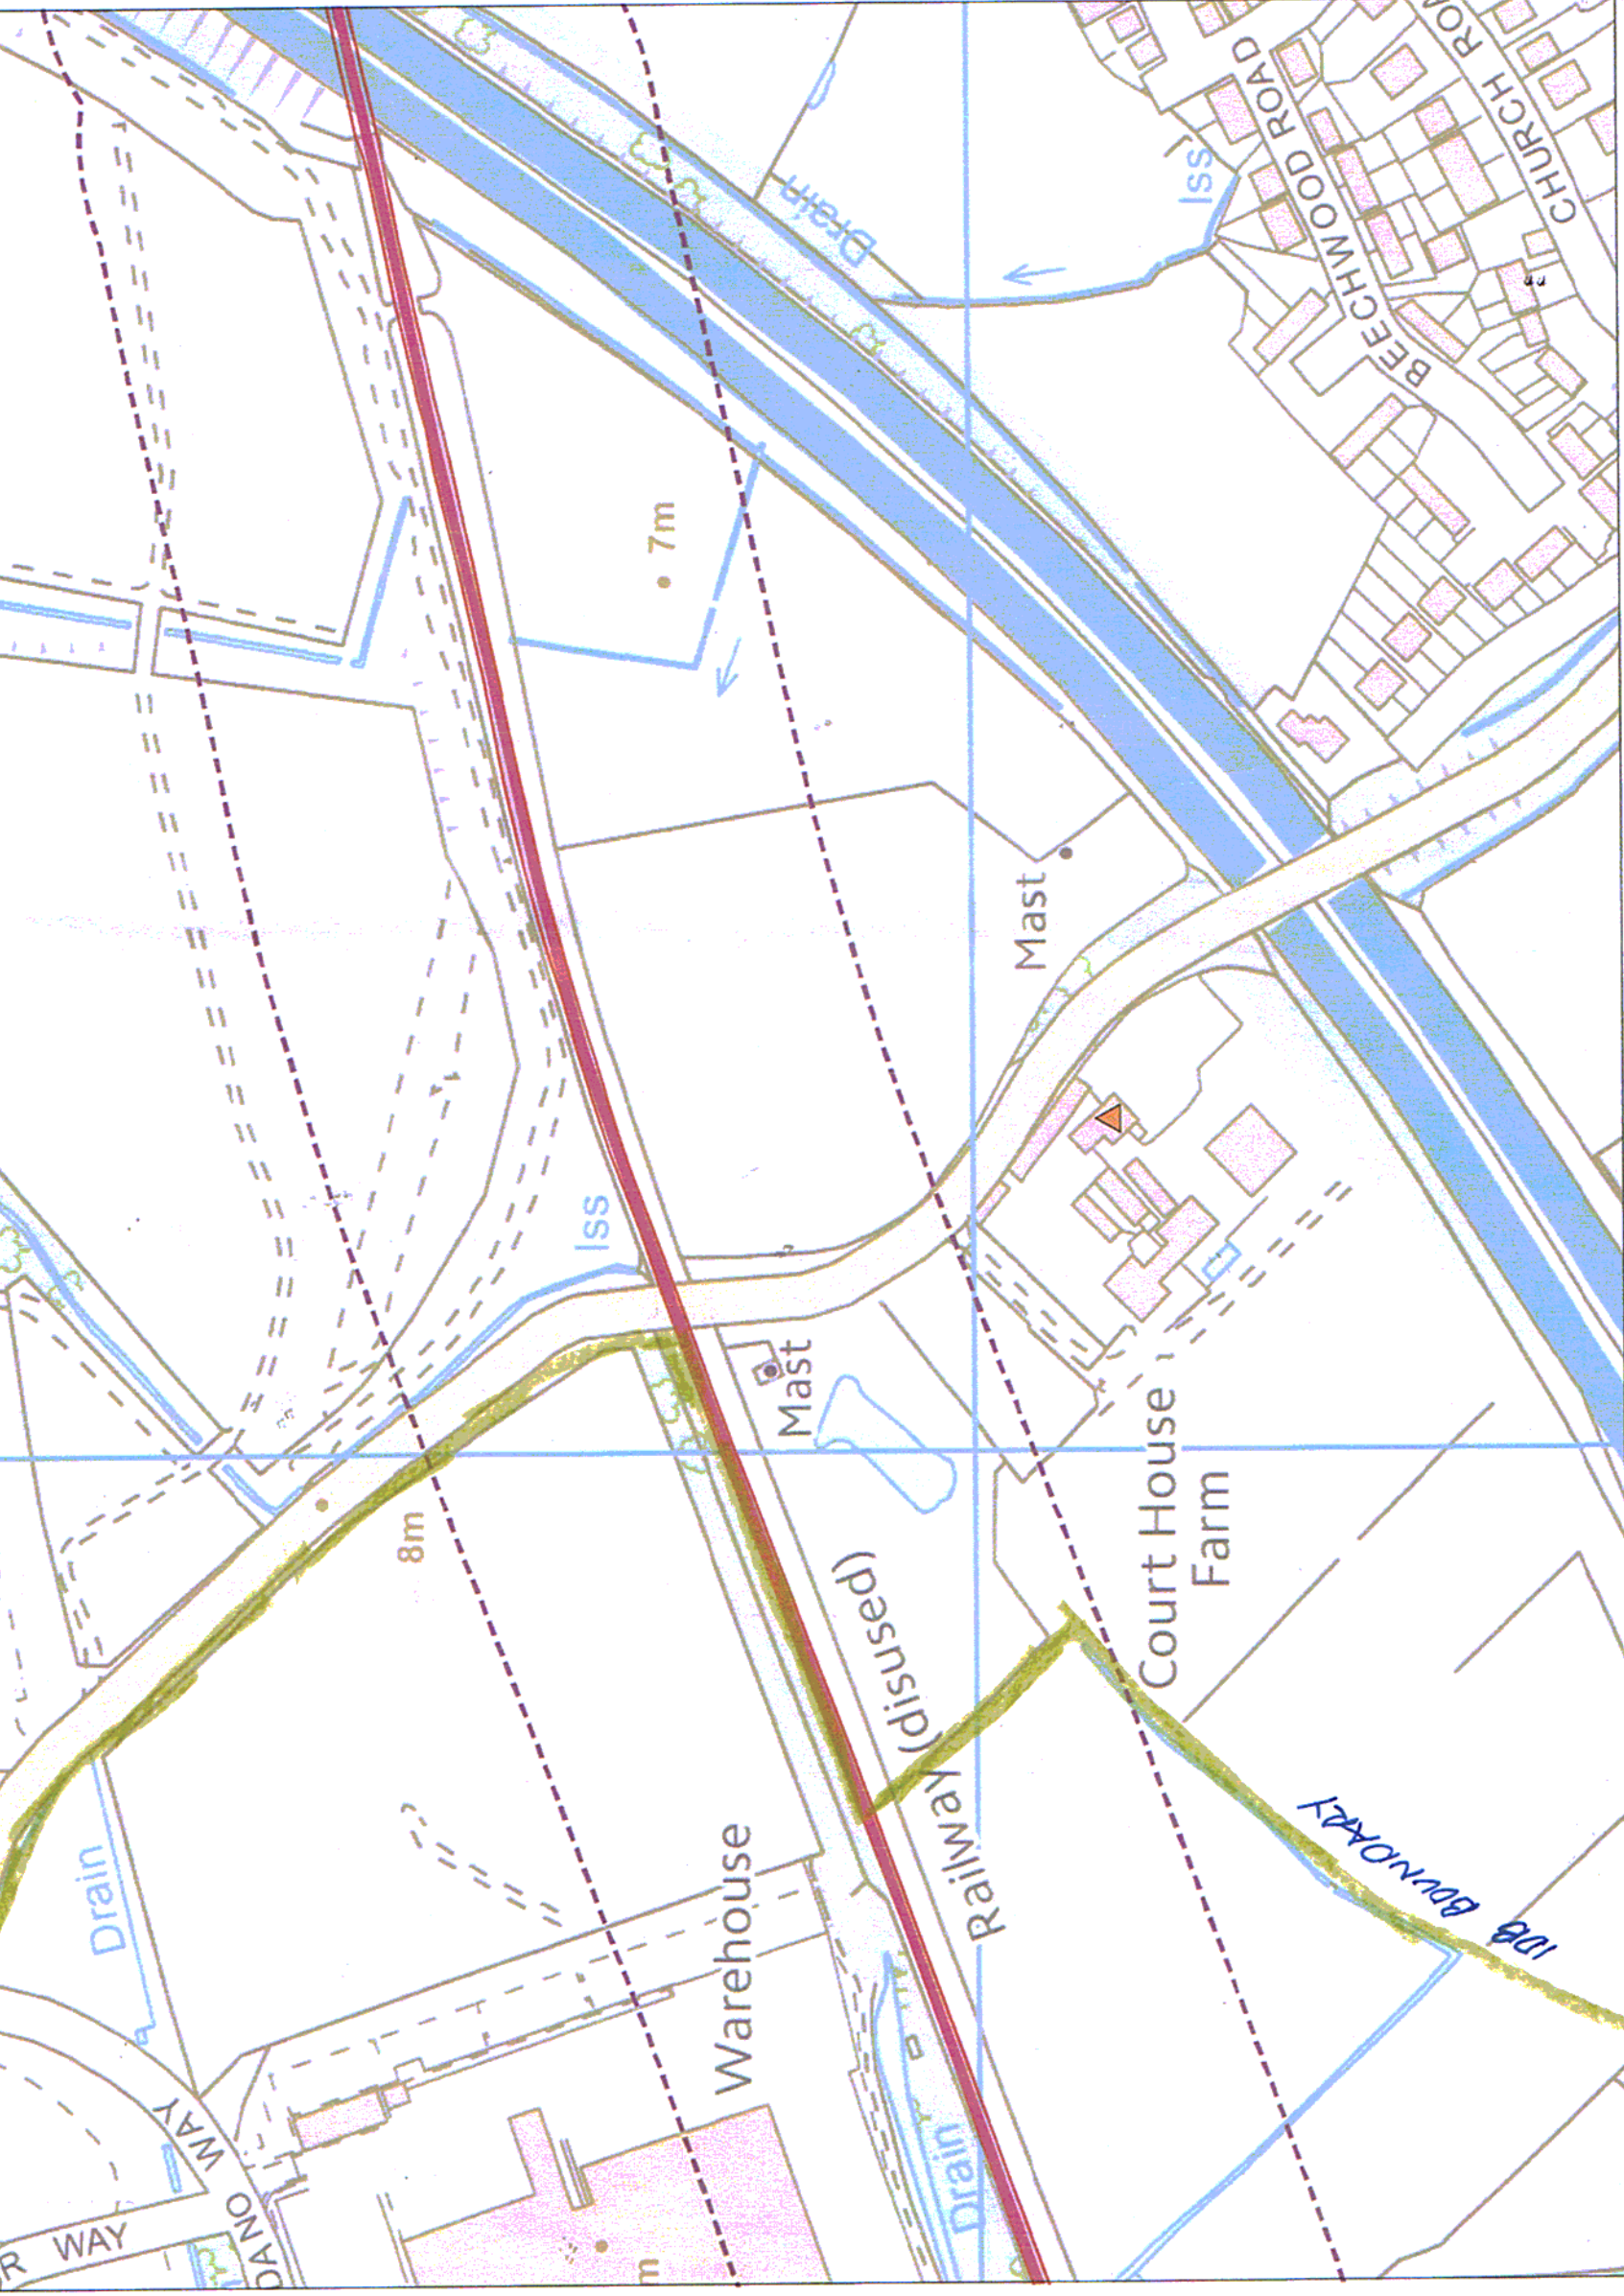 BEECHWOOD ROAD
CHURCH ROA
Iss
Drain
7m
Mast
Iss
Mast
8m
Court House
Farm
Railway (disused)
Drain
Warehouse
IDB BOUNDARY
WAY
DANO
R WAY
Drain
m